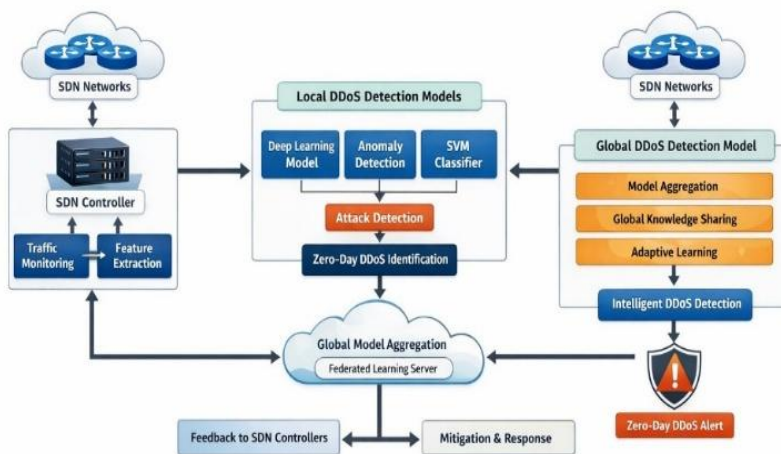 SDN Networks
SDN Controller
Traffic
Monitoring
Feature
Extraction
Local DDoS Detection Models
Deep Learning
Model
Anomaly
Detection
SVM
Classifier
Attack Detection
Zero-Day DDoS Identification
SDN Networks
Global DDoS Detection Model
Model Aggregation
Global Knowledge Sharing
Adaptive Learning
Intelligent DDoS Detection
Zero-Day DDoS Alert
Global Model Aggregation
Federated Learning Server
Feedback to SDN Controllers
Mitigation & Response